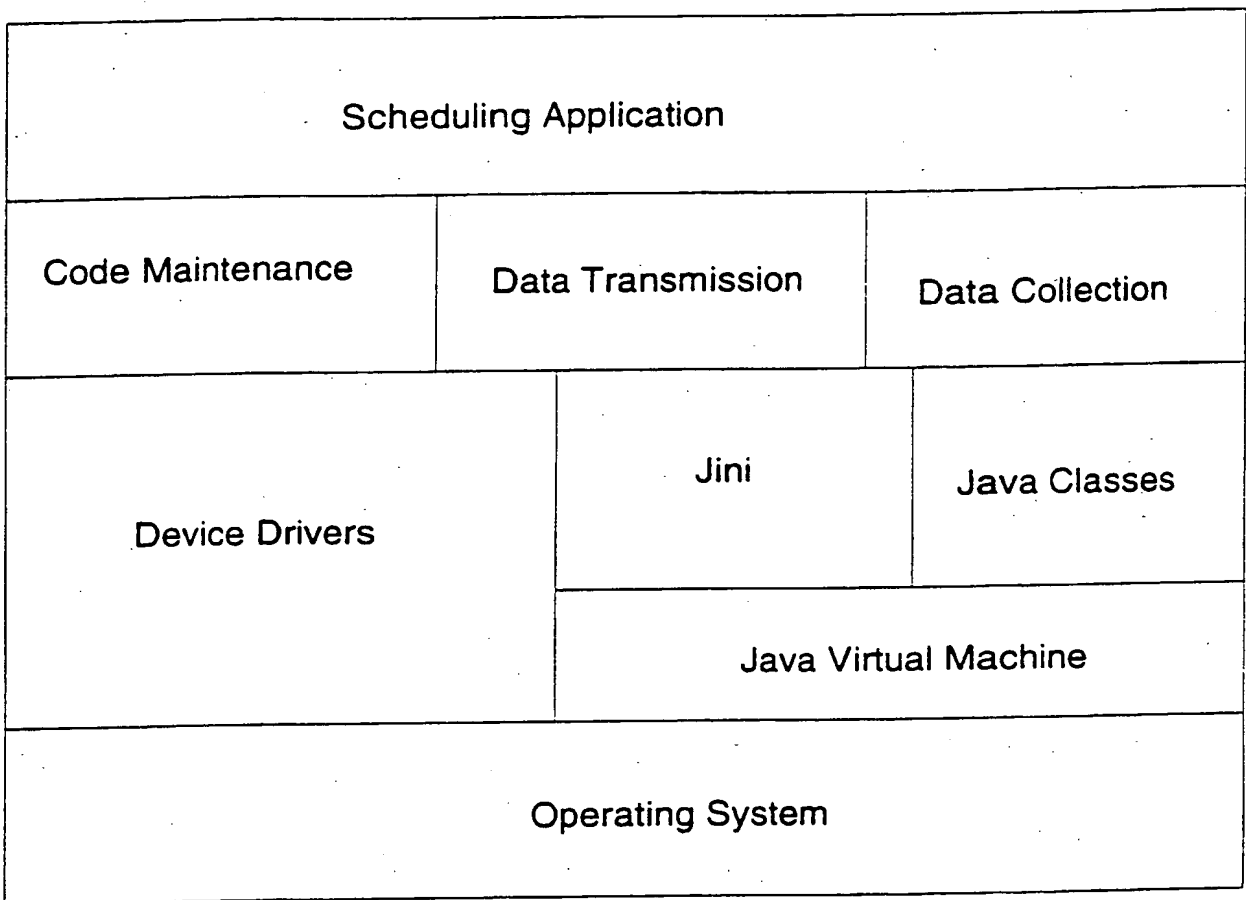 Scheduling Application
Code Maintenance
Data Transmission
Data Collection
Device Drivers
Jini
Java Classes
Java Virtual Machine
Operating System